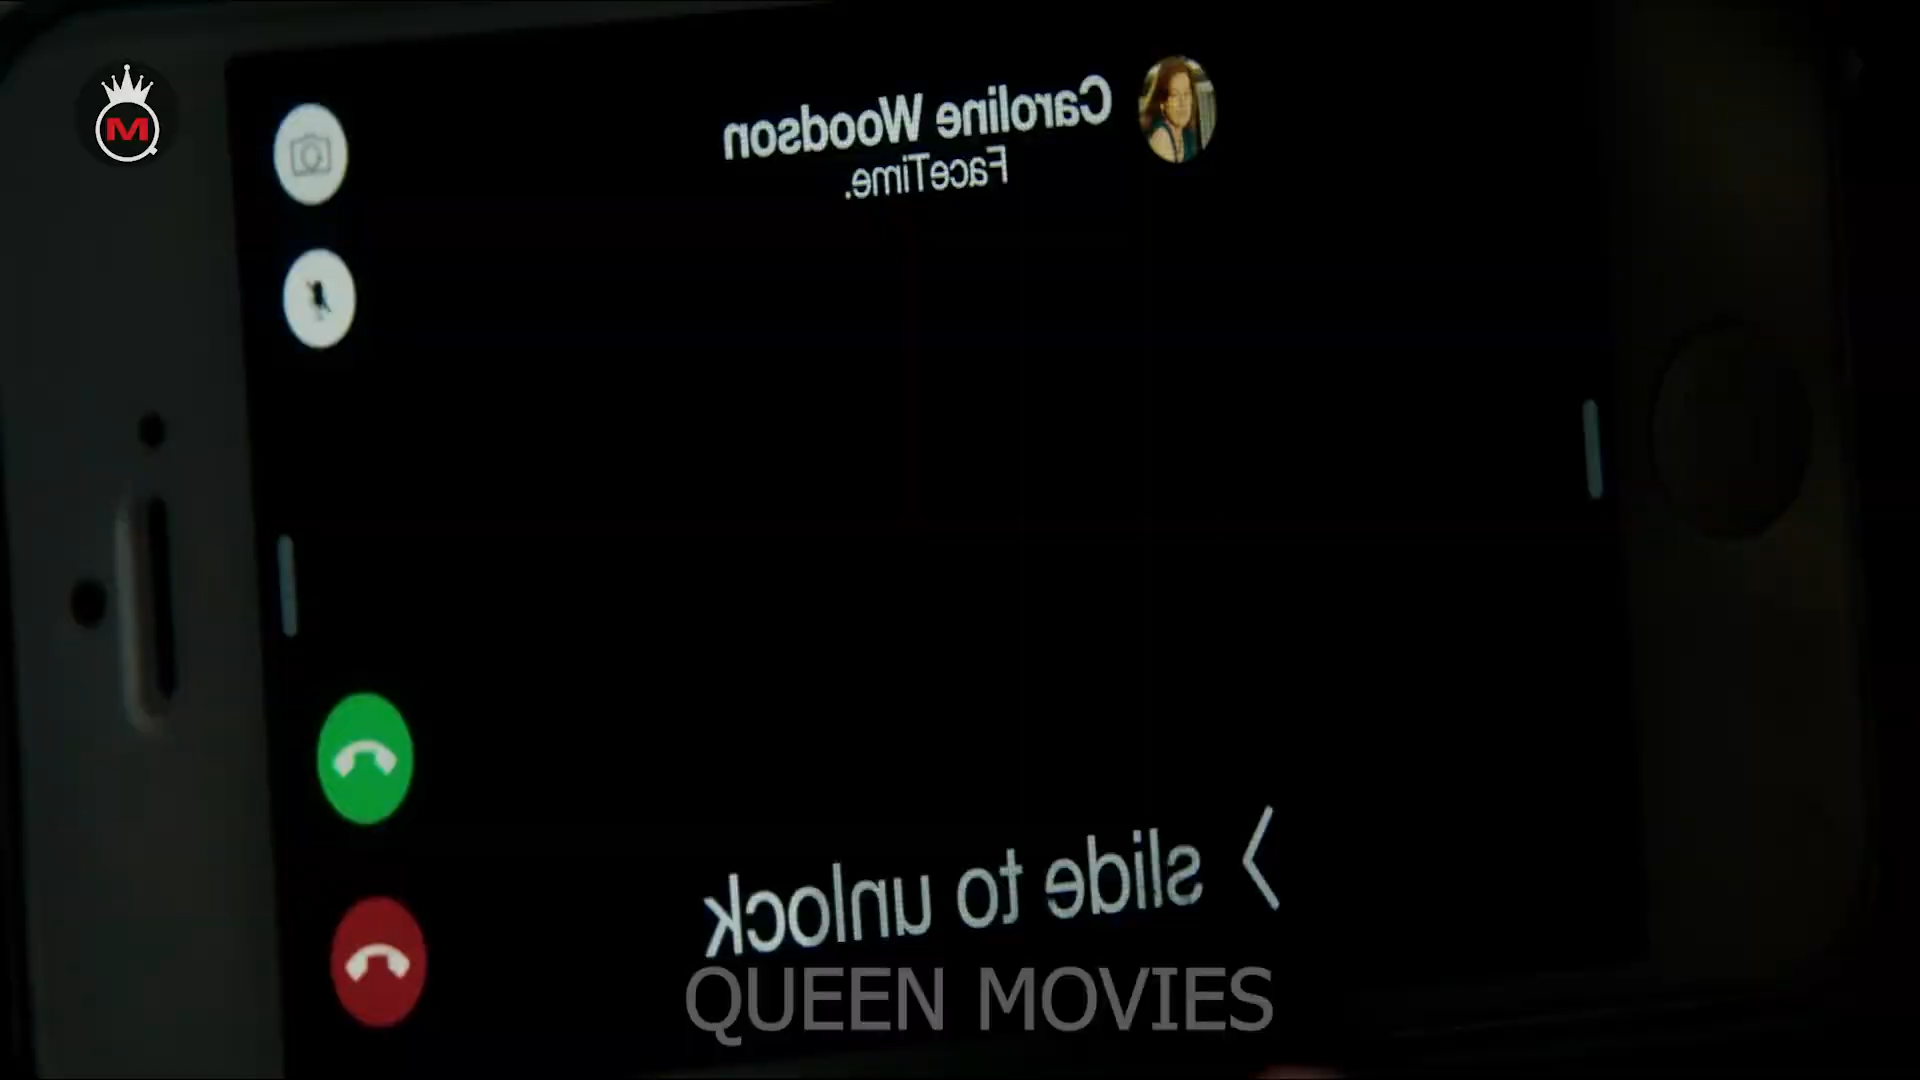 M
Caroline Woodson
FaceTime.
slide to unlock
QUEEN MOVIES